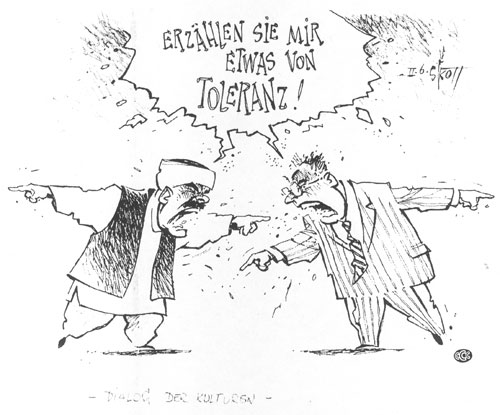 ERZÄHLEN SIE MIR
ETWAS VON
TOLERANZ!
- DIALOG DER KULTUREN -